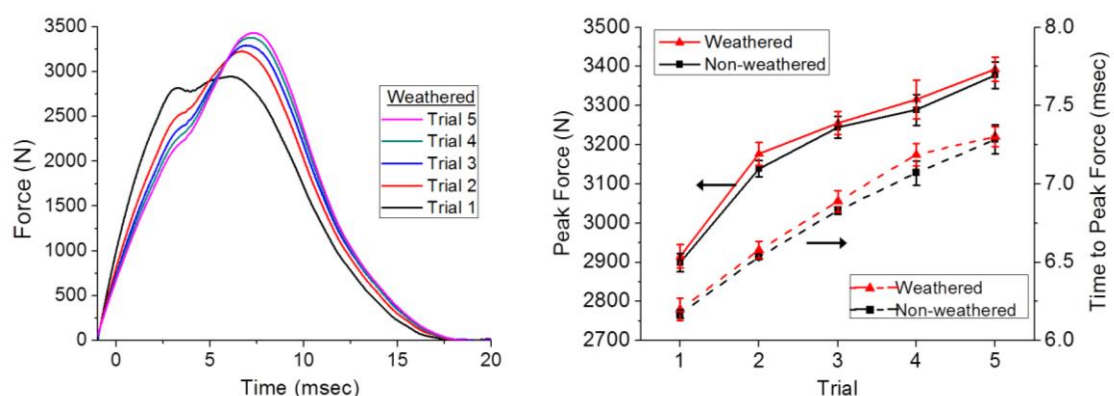 3500
3000
2500
2000
1500
1000
500
0
Force (N)
0
5
10
15
20
Time (msec)
Weathered
Trial 5
Trial 4
Trial 3
Trial 2
Trial 1
3500
3400
3300
3200
3100
3000
2900
2800
2700
Peak Force (N)
Weathered
Non-weathered
8.0
7.5
7.0
6.5
6.0
Time to Peak Force (msec)
Weathered
Non-weathered
1
2
3
4
5
Trial